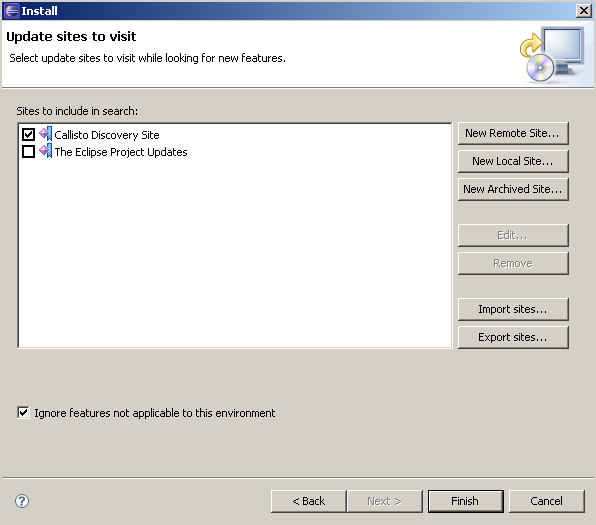 Install
Update sites to visit
Select update sites to visit while looking for new features.
Sites to include in search:
Callisto Discovery Site
The Eclipse Project Updates
New Remote Site...
New Local Site...
New Archived Site...
Edit...
Remove
Import sites...
Export sites...
Ignore features not applicable to this environment
?
< Back
Next >
Finish
Cancel